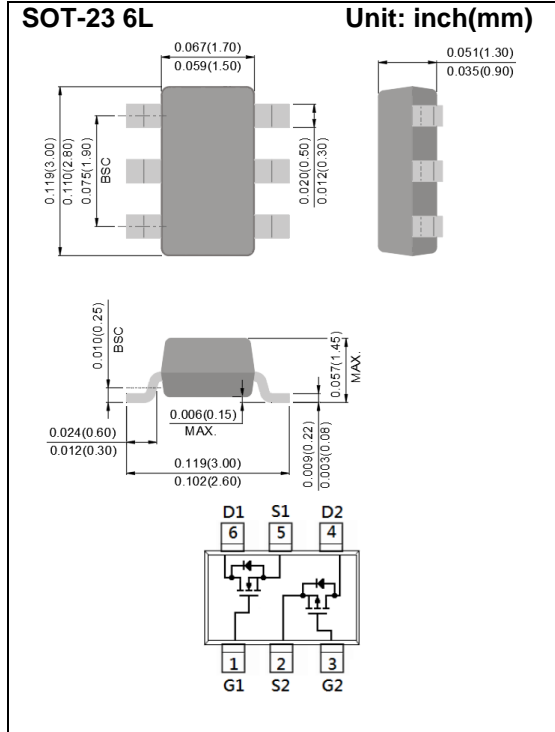 SOT-23 6L Unit: inch(mm)
0.067(1.70)
0.059(1.50)
0.051(1.30)
0.035(0.90)
0.119(3.00)
0.110(2.80)
0.075(1.90)
BSC
0.020(0.50)
0.012(0.30)
0.010(0.25)
BSC
0.057(1.45)
MAX.
0.006(0.15)
MAX.
0.024(0.60)
0.012(0.30)
0.119(3.00)
0.102(2.60)
0.009(0.22)
0.003(0.08)
D1 S1 D2
6 5 4
1 2 3
G1 S2 G2